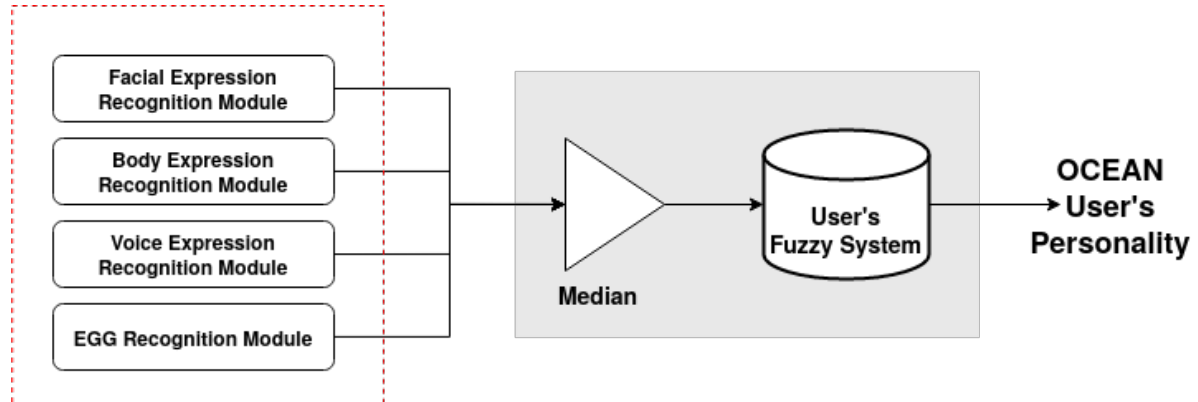 Facial Expression
Recognition Module
Body Expression
Recognition Module
Voice Expression
Recognition Module
EGG Recognition Module
Median
User's
Fuzzy System
OCEAN
User's
Personality